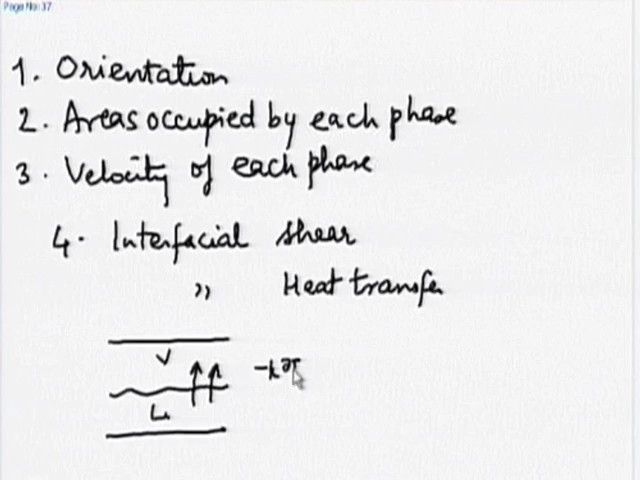 Page No: 37
1. Orientation
2. Areas occupied by each phase
3. Velocity of each phase
4. Interfacial shear
” Heat transfer
V
-k∂T
L